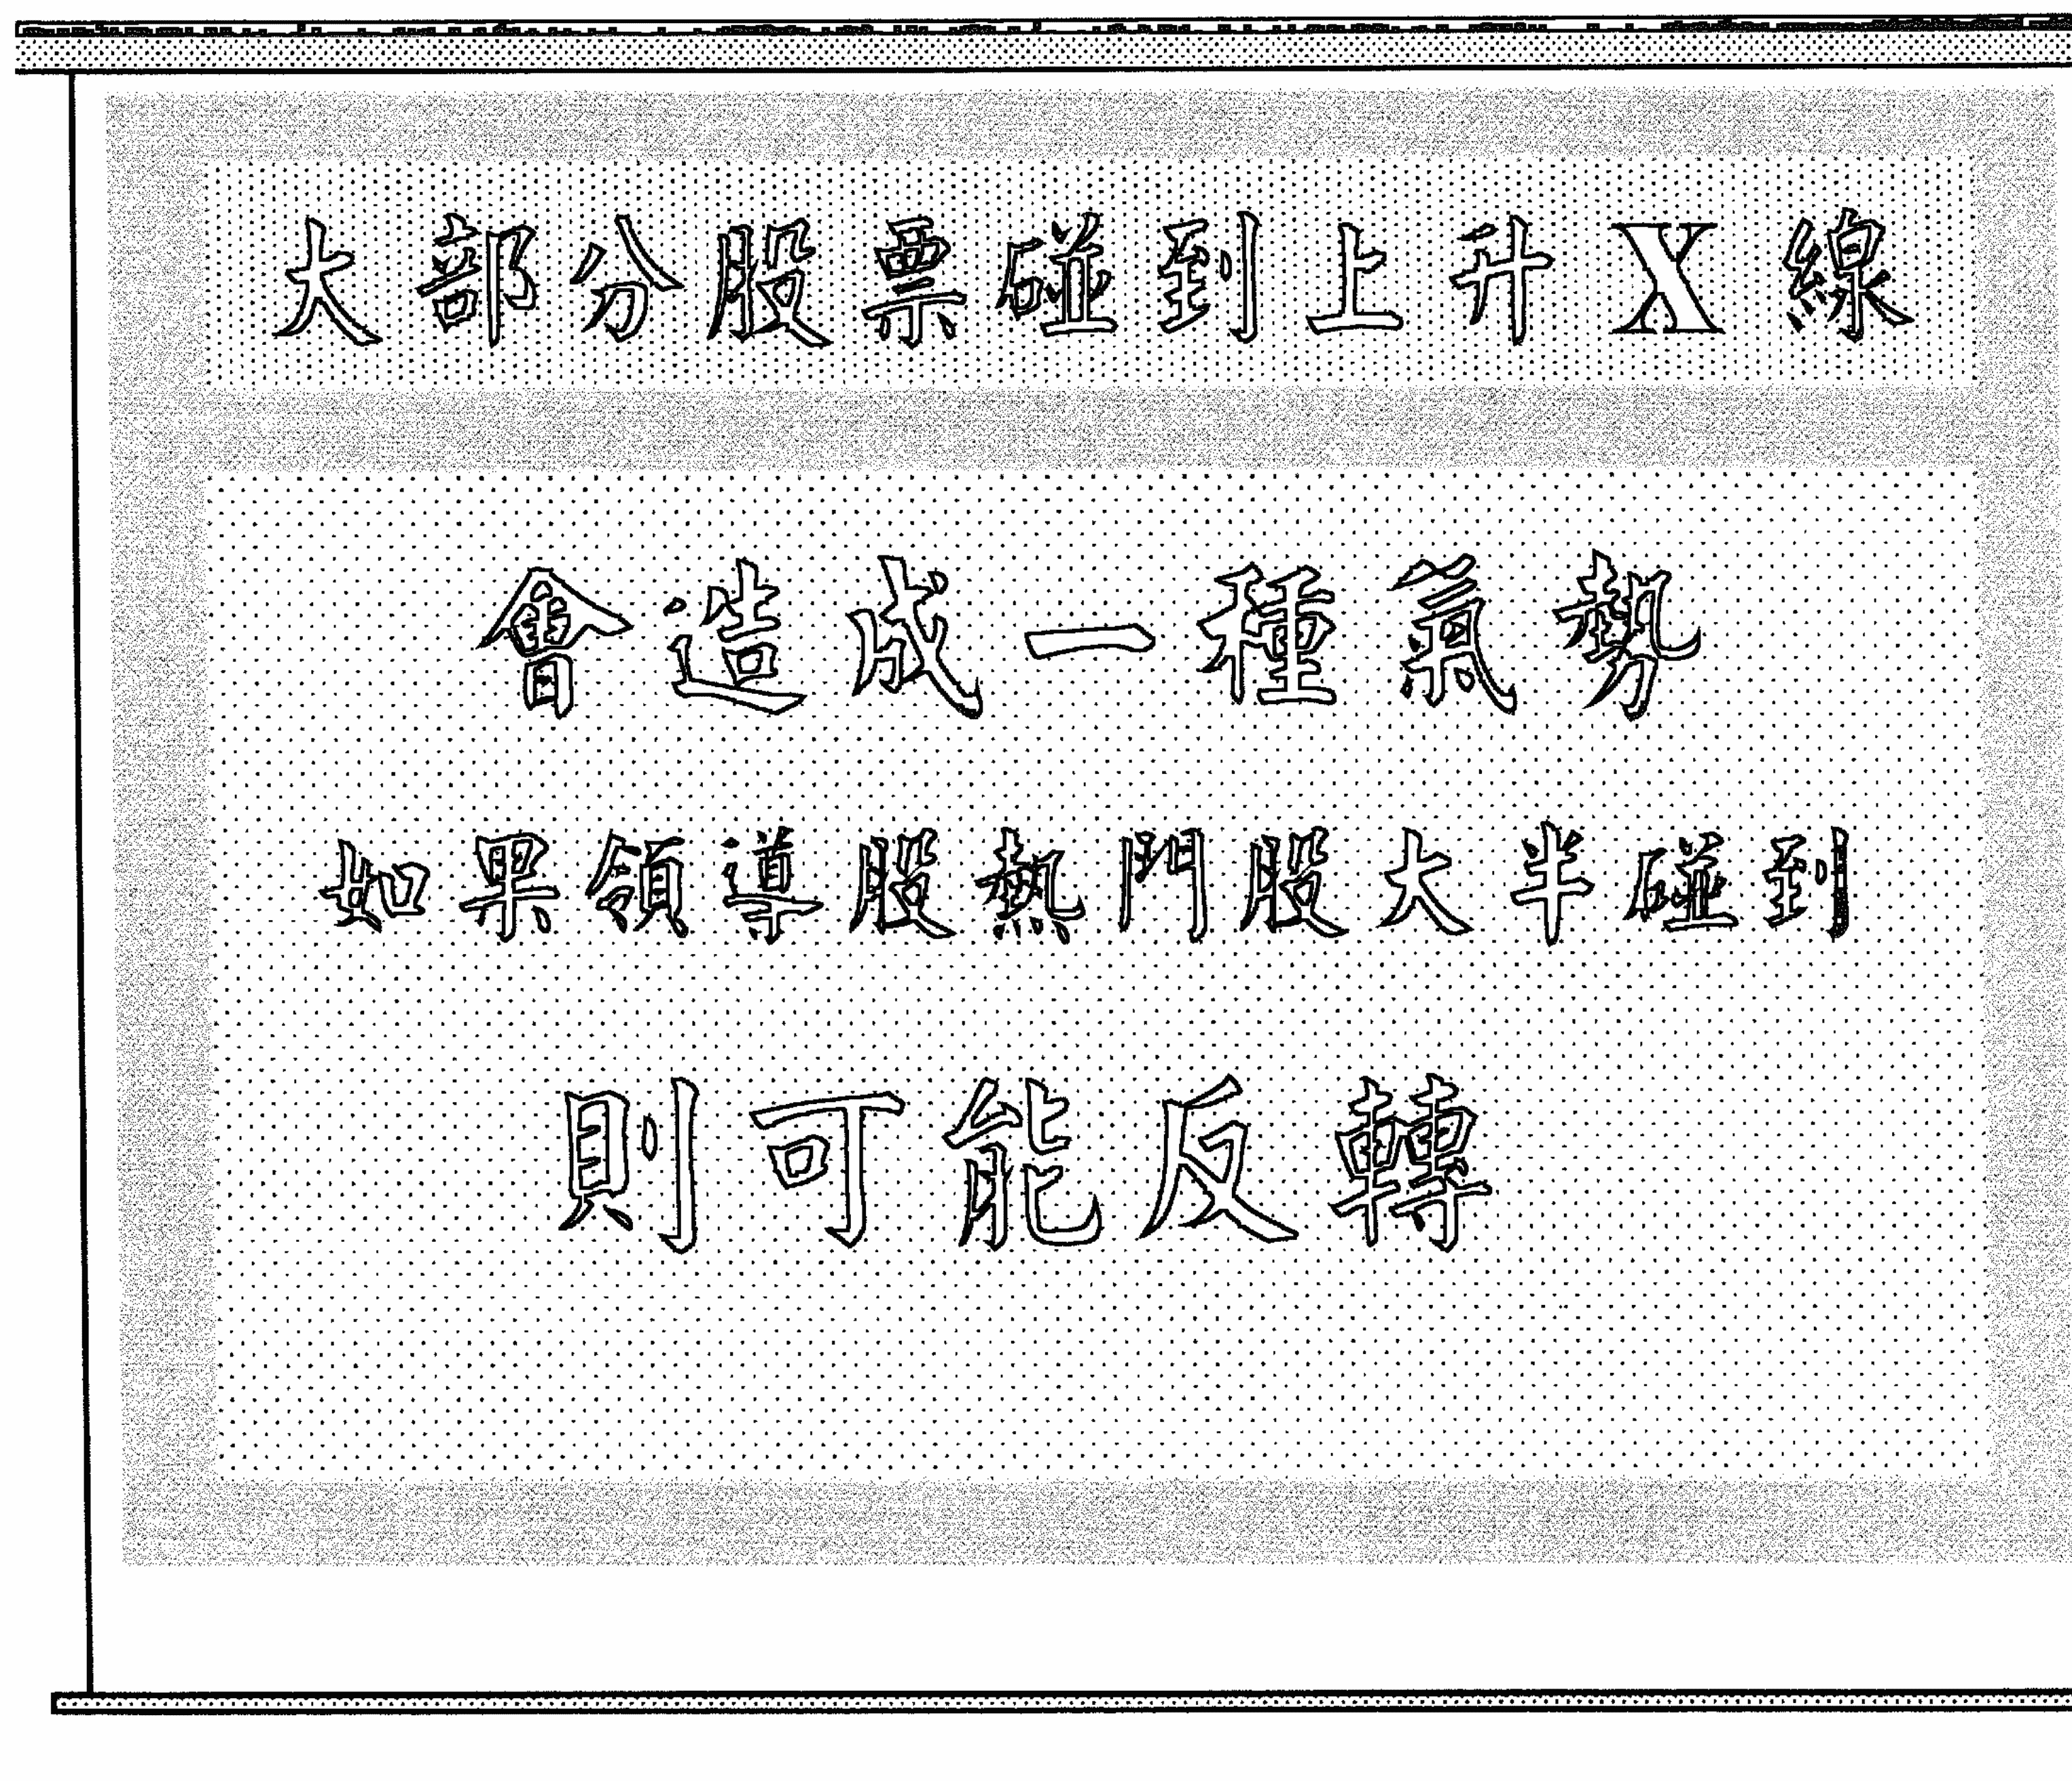 大部分股票碰到上升X線
會造成一種氣勢
如果領導股熱門股大半碰到
則可能反轉